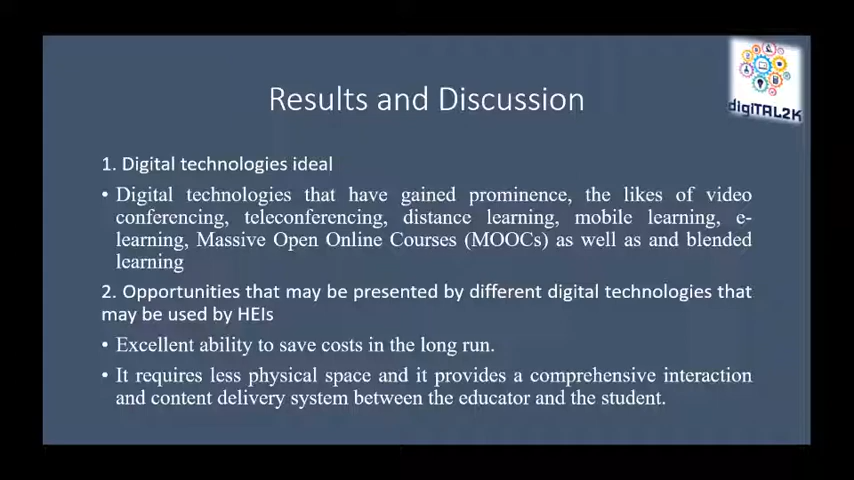 digiTAL2K
Results and Discussion
1. Digital technologies ideal
• Digital technologies that have gained prominence, the likes of video
conferencing, teleconferencing, distance learning, mobile learning, e-
learning, Massive Open Online Courses (MOOCs) as well as and blended
learning
2. Opportunities that may be presented by different digital technologies that
may be used by HEIs
• Excellent ability to save costs in the long run.
• It requires less physical space and it provides a comprehensive interaction
and content delivery system between the educator and the student.